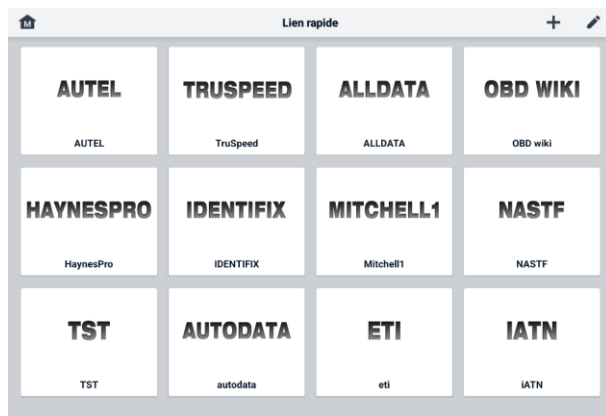 M
Lien rapide
AUTEL
AUTEL
TRUSPEED
TruSpeed
ALLDATA
ALLDATA
OBD WIKI
OBD wiki
HAYNESPRO
HaynesPro
IDENTIFIX
IDENTIFIX
MITCHELL1
Mitchell1
NASTF
NASTF
TST
TST
AUTODATA
autodata
ETI
eti
IATN
iATN